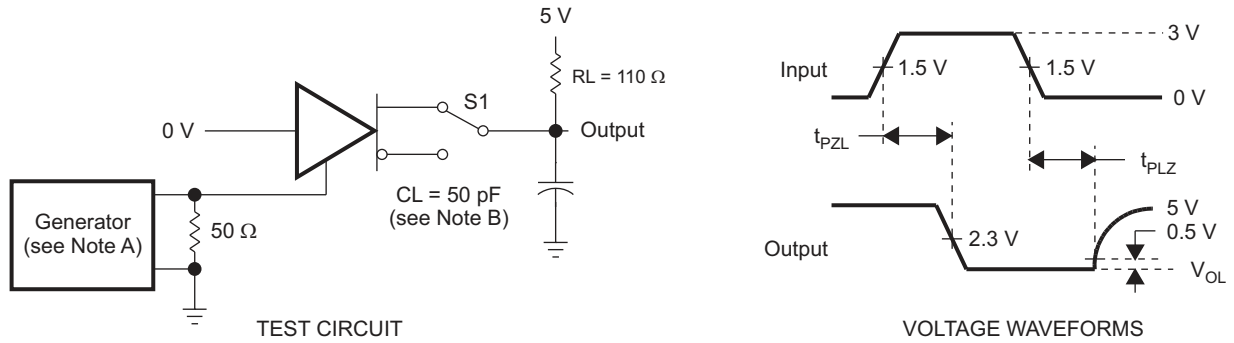 5 V
RL = 110 Ω
S1
0 V
Output
CL = 50 pF
(see Note B)
Generator
(see Note A)
50 Ω
TEST CIRCUIT
3 V
Input
1.5 V
1.5 V
0 V
tPZL
tPLZ
5 V
0.5 V
Output
2.3 V
VOL
VOLTAGE WAVEFORMS